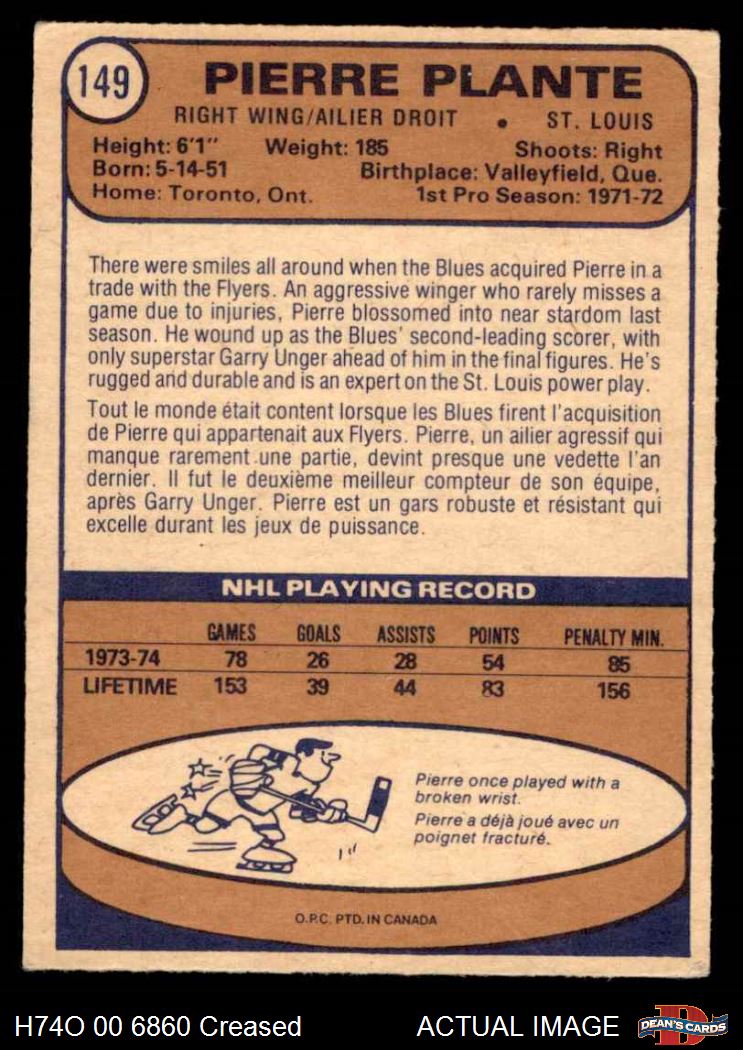 149
PIERRE PLANTE
RIGHT WING/AILIER DROIT • ST. LOUIS
Height: 6'1" Weight: 185 Shoots: Right
Born: 5-14-51 Birthplace: Valleyfield, Que.
Home: Toronto, Ont. 1st Pro Season: 1971-72
There were smiles all around when the Blues acquired Pierre in a
trade with the Flyers. An aggressive winger who rarely misses a
game due to injuries, Pierre blossomed into near stardom last
season. He wound up as the Blues' second-leading scorer, with
only superstar Garry Unger ahead of him in the final figures. He's
rugged and durable and is an expert on the St. Louis power play.
Tout le monde était content lorsque les Blues firent l'acquisition
de Pierre qui appartenait aux Flyers. Pierre, un ailier agressif qui
manque rarement une partie, devint presque une vedette l'an
dernier. Il fut le deuxième meilleur compteur de son équipe,
après Garry Unger. Pierre est un gars robuste et résistant qui
excelle durant les jeux de puissance.
NHL PLAYING RECORD
GAMES GOALS ASSISTS POINTS PENALTY MIN.
1973-74 78 26 28 54 85
LIFETIME 153 39 44 83 156
Pierre once played with a
broken wrist.
Pierre a déjà joué avec un
poignet fracturé.
O.P.C. PTD. IN CANADA
H74O 00 6860 Creased ACTUAL IMAGE
D
DEAN'S CARDS